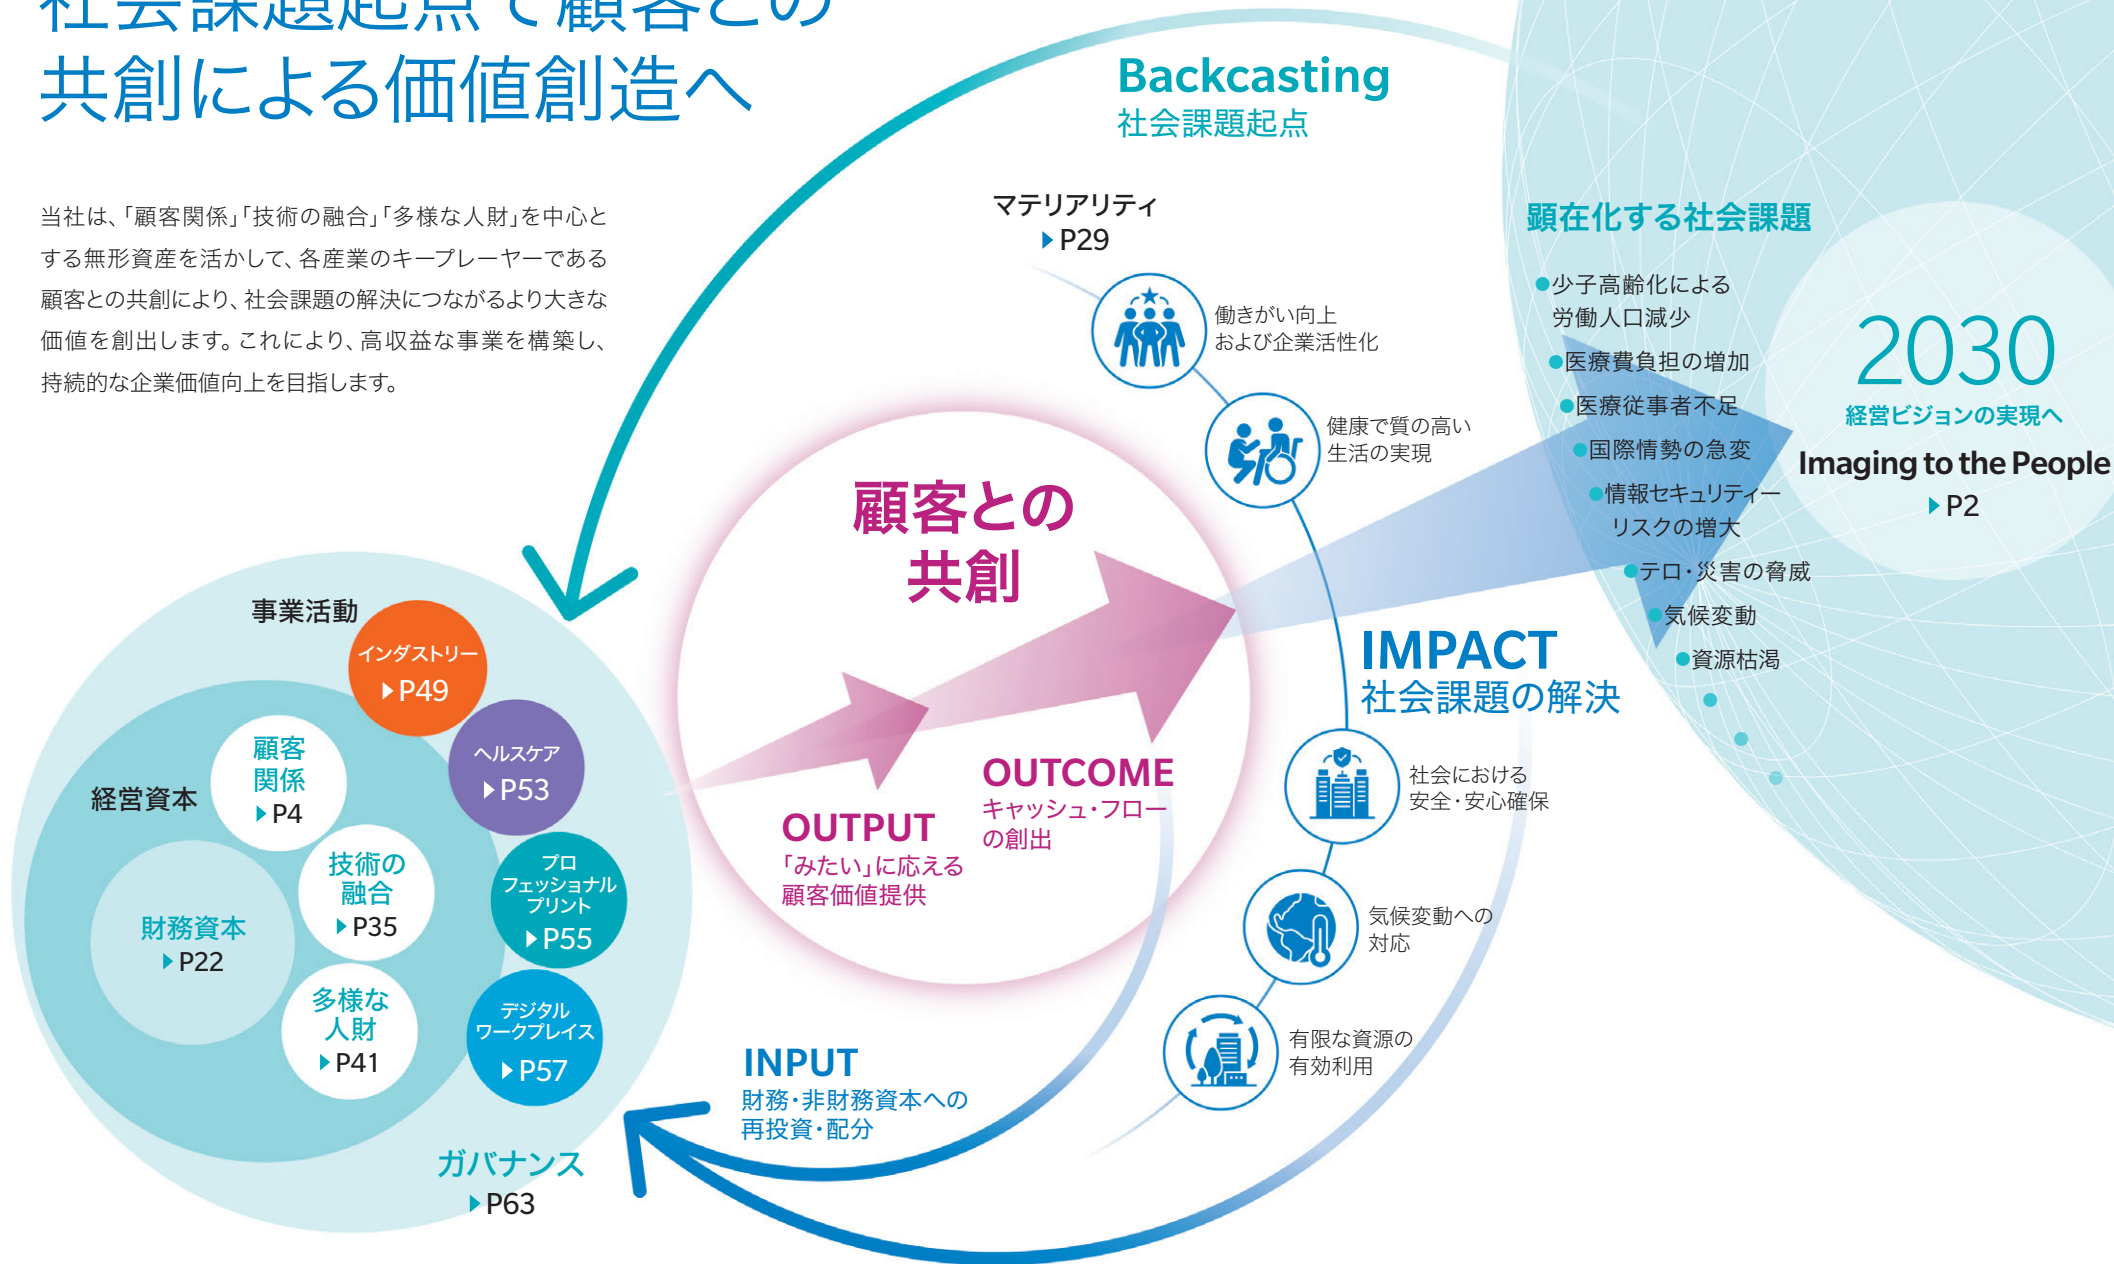 社会課題起点で顧客との
共創による価値創造へ
当社は、「顧客関係」「技術の融合」「多様な人財」を中心と
する無形資産を活かして、各産業のキープレーヤーである
顧客との共創により、社会課題の解決につながるより大きな
価値を創出します。これにより、高収益な事業を構築し、
持続的な企業価値向上を目指します。
Backcasting
社会課題起点
マテリアリティ
▶P29
働きがい向上
および企業活性化
健康で質の高い
生活の実現
顕在化する社会課題
●少子高齢化による
労働人口減少
●医療費負担の増加
●医療従事者不足
●国際情勢の急変
●情報セキュリティー
リスクの増大
●テロ・災害の脅威
●気候変動
●資源枯渇
2030
経営ビジョンの実現へ
Imaging to the People
▶P2
顧客との
共創
IMPACT
社会課題の解決
社会における
安全・安心確保
気候変動への
対応
有限な資源の
有効利用
OUTCOME
キャッシュ・フロー
の創出
OUTPUT
「みたい」に応える
顧客価値提供
INPUT
財務・非財務資本への
再投資・配分
事業活動
インダストリー
▶P49
ヘルスケア
▶P53
プロ
フェッショナル
プリント
▶P55
デジタル
ワークプレイス
▶P57
経営資本
顧客
関係
▶P4
技術の
融合
▶P35
財務資本
▶P22
多様な
人財
▶P41
ガバナンス
▶P63